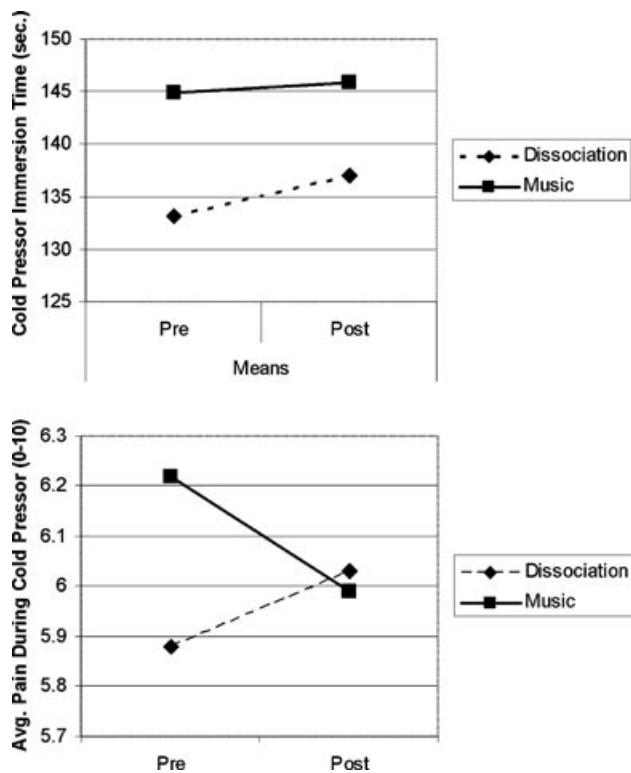 Cold Pressor Immersion Time (sec.)
150
145
140
135
130
125
Pre Post
Means
Dissociation
Music
Avg. Pain During Cold Pressor (0-10)
6.3
6.2
6.1
6
5.9
5.8
5.7
Pre Post
Dissociation
Music